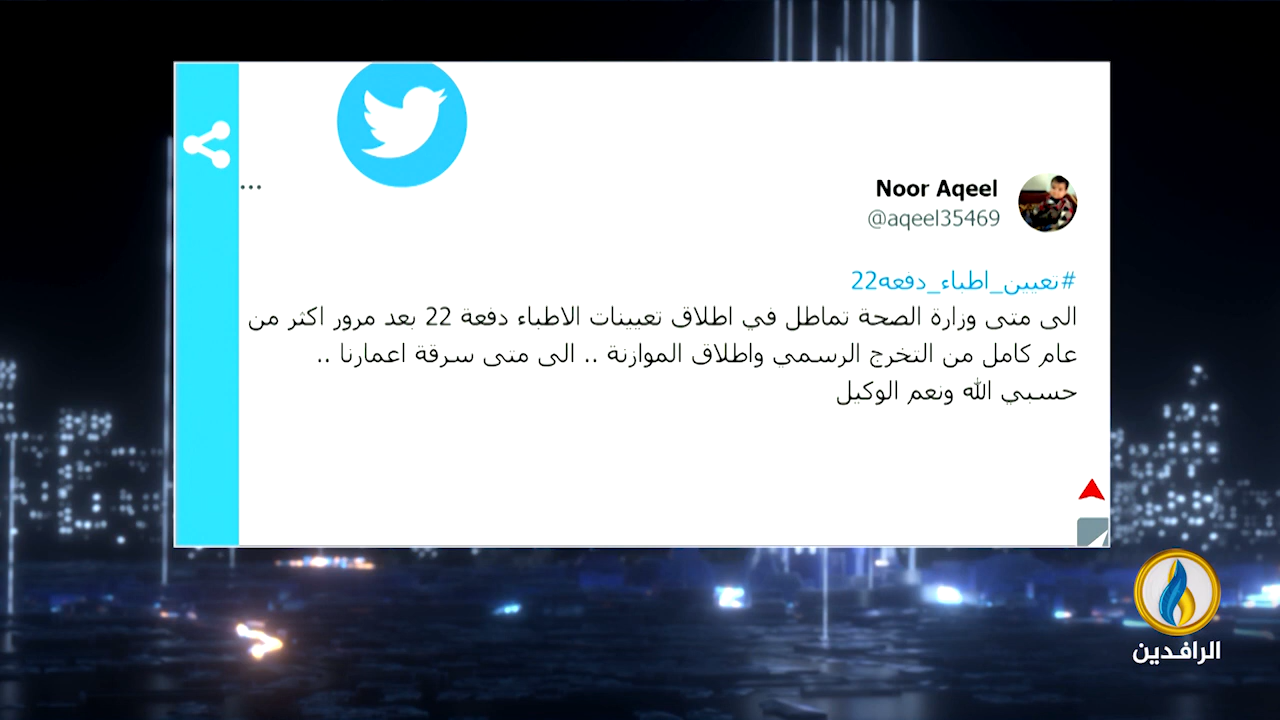 Noor Aqeel
@aqeel35469
#تعيين_اطباء_دفعه22
الى متى وزارة الصحة تماطل في اطلاق تعيينات الاطباء دفعة 22 بعد مرور اكثر من
عام كامل من التخرج الرسمي واطلاق الموازنة .. الى متى سرقة اعمارنا ..
حسبي الله ونعم الوكيل
الرافدين